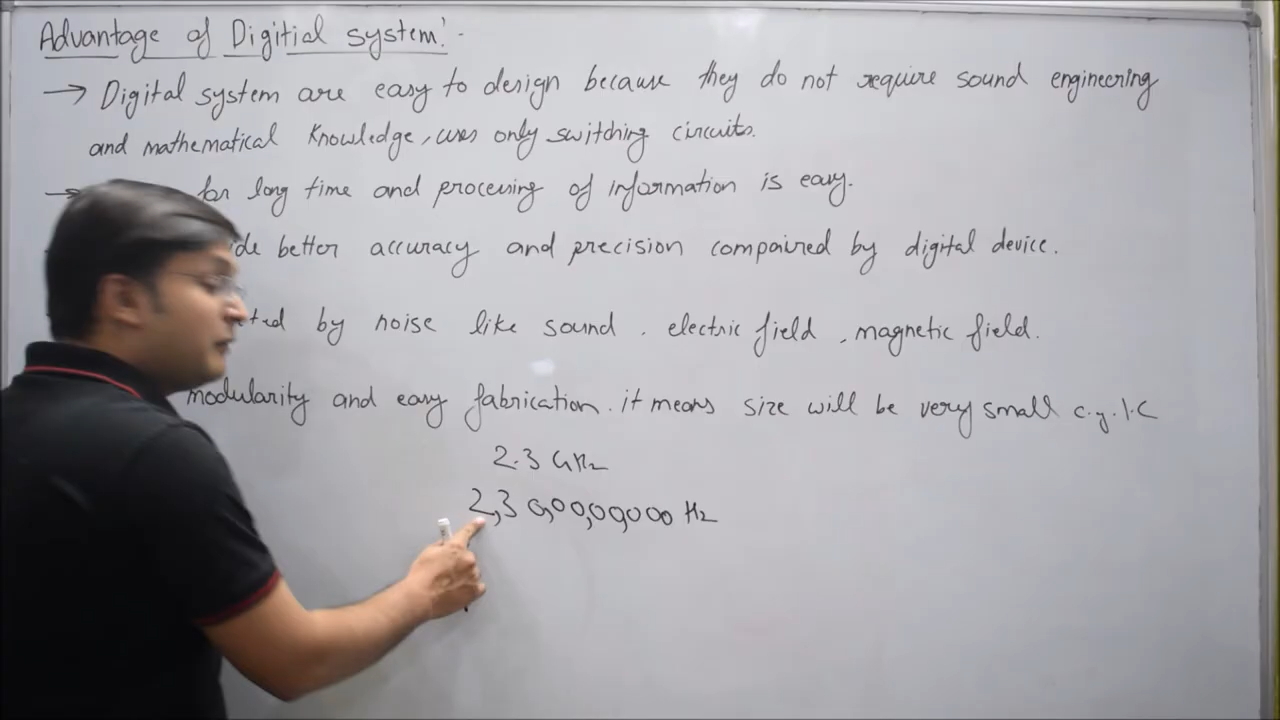 Advantage of Digitial system:-
→ Digital system are easy to design because they do not require sound engineering
and mathematical knowledge, uses only switching circuits.
→ for long time and processing of information is easy.
ide better accuracy and precision compaired by digital device.
ted by noise like sound, electric field, magnetic field.
modularity and easy fabrication. it means size will be very small e.g. I.C
2.3 GHz
2,30,00,00,000 Hz